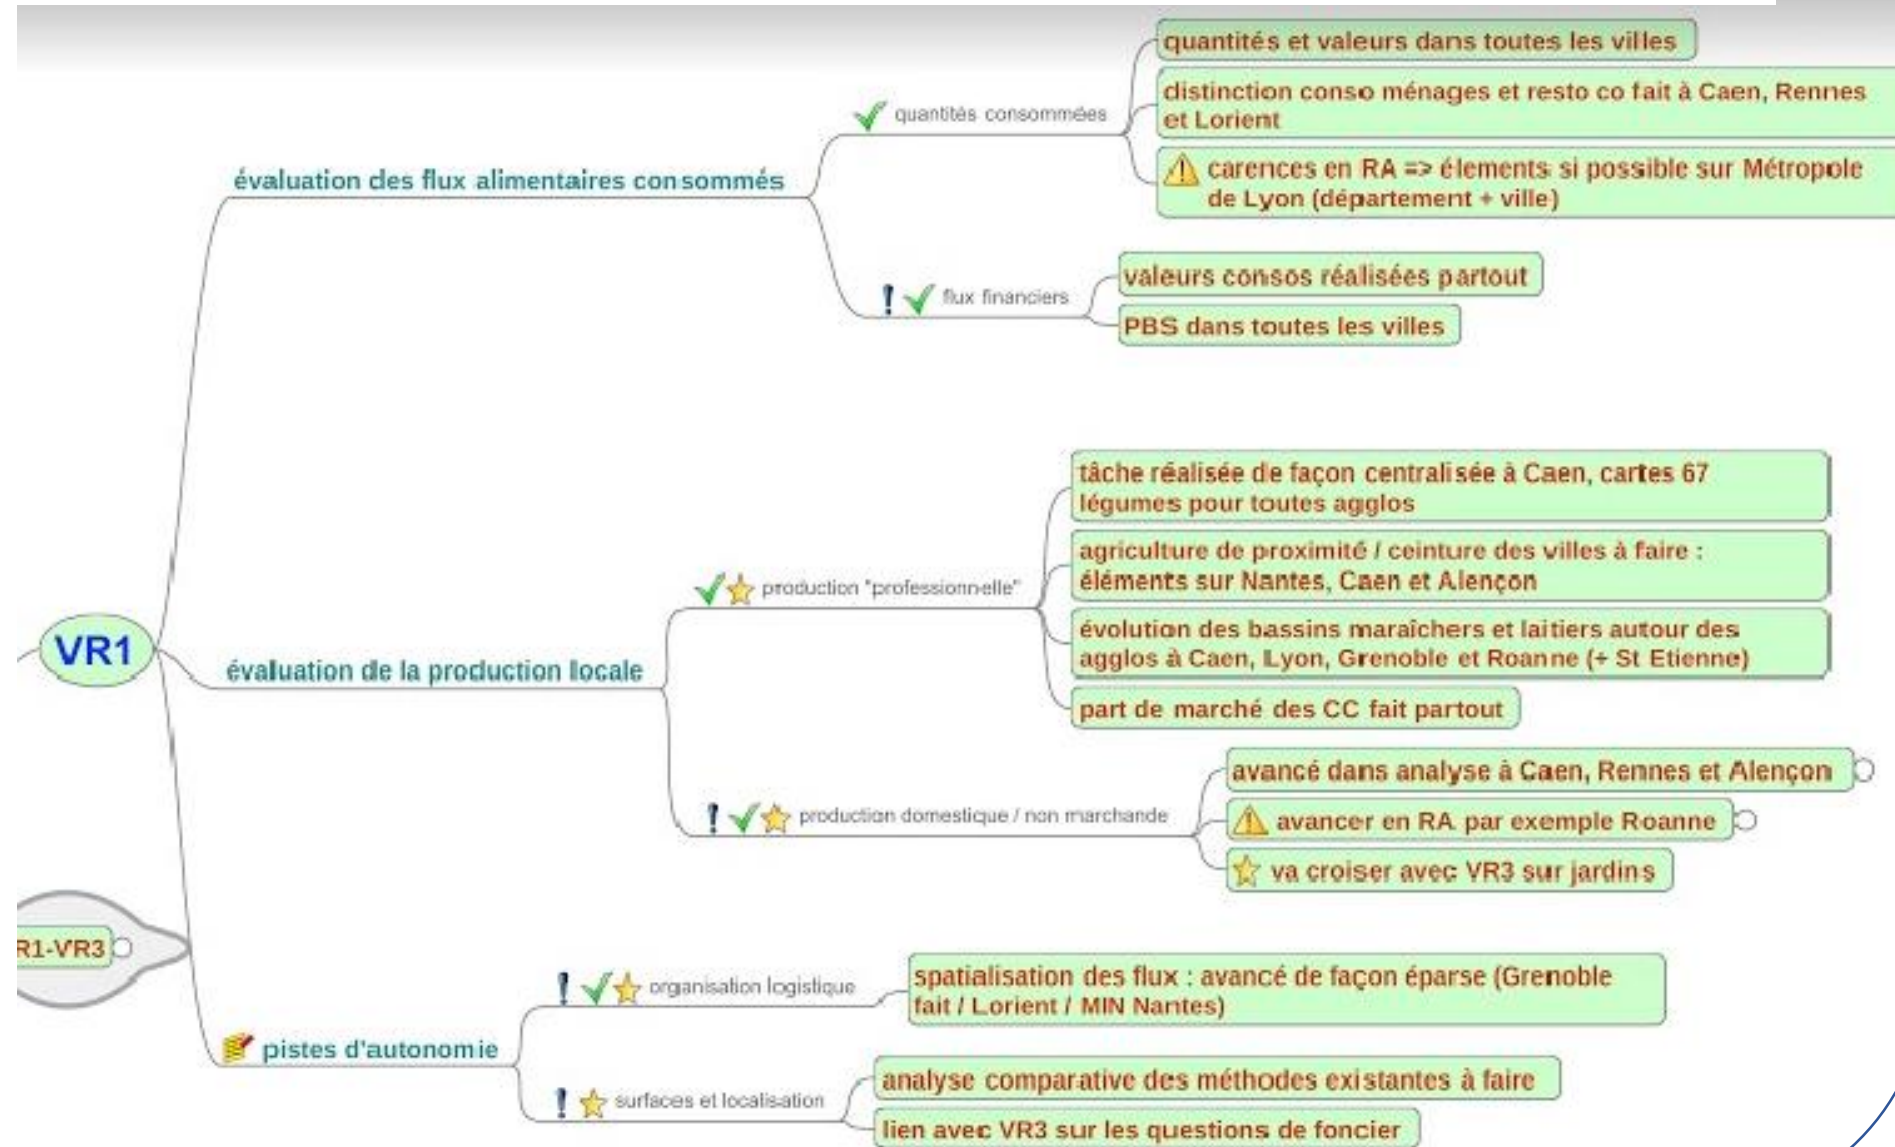 quantités et valeurs dans toutes les villes
distinction conso ménages et resto co fait à Caen, Rennes
et Lorient
quantités consommées
carences en RA => élements si possible sur Métropole
de Lyon (département + ville)
évaluation des flux alimentaires consommés
valeurs consos réalisées partout
flux financiers
PBS dans toutes les villes
tâche réalisée de façon centralisée à Caen, cartes 67
légumes pour toutes agglos
agriculture de proximité / ceinture des villes à faire :
éléments sur Nantes, Caen et Alençon
production "professionnelle"
évolution des bassins maraîchers et laitiers autour des
agglos à Caen, Lyon, Grenoble et Roanne (+ St Etienne)
part de marché des CC fait partout
VR1
évaluation de la production locale
avancé dans analyse à Caen, Rennes et Alençon
production domestique / non marchande
avancer en RA par exemple Roanne
va croiser avec VR3 sur jardins
R1-VR3
organisation logistique
spatialisation des flux : avancé de façon éparse (Grenoble
fait / Lorient / MIN Nantes)
pistes d'autonomie
surfaces et localisation
analyse comparative des méthodes existantes à faire
lien avec VR3 sur les questions de foncier